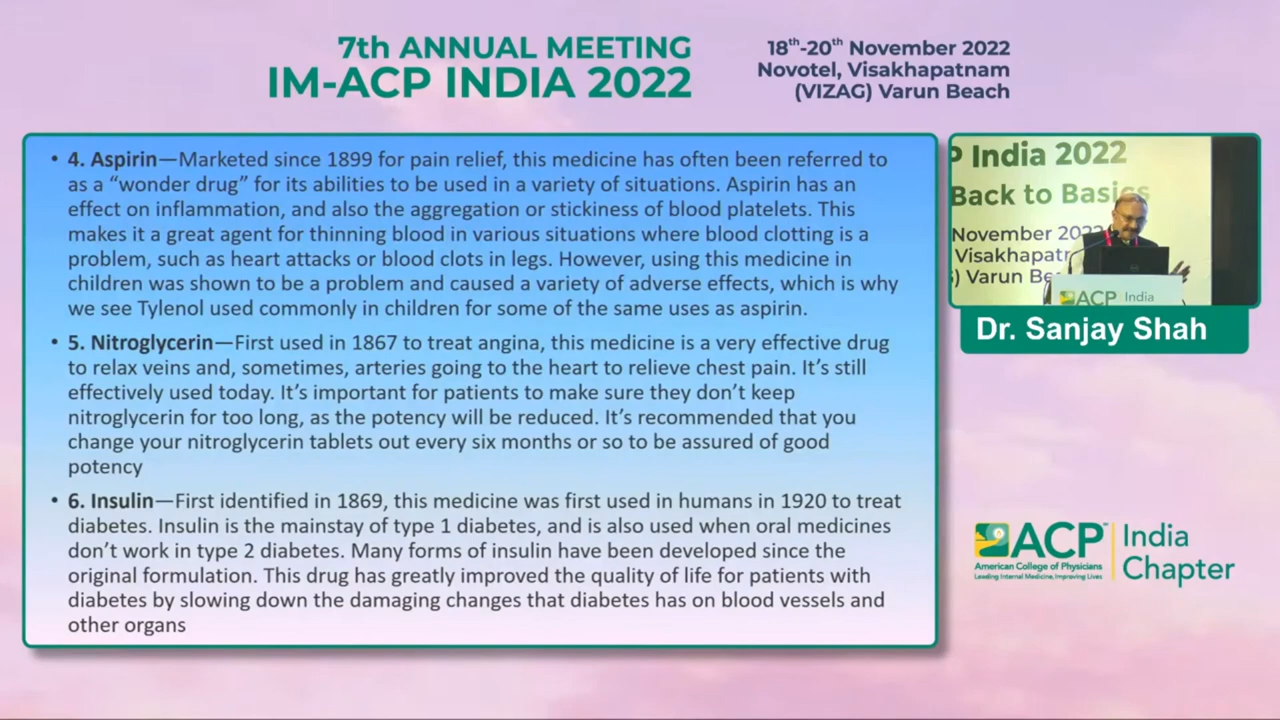 7th ANNUAL MEETING
IM-ACP INDIA 2022
18th-20th November 2022
Novotel, Visakhapatnam
(VIZAG) Varun Beach
• 4. Aspirin—Marketed since 1899 for pain relief, this medicine has often been referred to
as a “wonder drug” for its abilities to be used in a variety of situations. Aspirin has an
effect on inflammation, and also the aggregation or stickiness of blood platelets. This
makes it a great agent for thinning blood in various situations where blood clotting is a
problem, such as heart attacks or blood clots in legs. However, using this medicine in
children was shown to be a problem and caused a variety of adverse effects, which is why
we see Tylenol used commonly in children for some of the same uses as aspirin.
• 5. Nitroglycerin—First used in 1867 to treat angina, this medicine is a very effective drug
to relax veins and, sometimes, arteries going to the heart to relieve chest pain. It’s still
effectively used today. It’s important for patients to make sure they don’t keep
nitroglycerin for too long, as the potency will be reduced. It’s recommended that you
change your nitroglycerin tablets out every six months or so to be assured of good
potency
• 6. Insulin—First identified in 1869, this medicine was first used in humans in 1920 to treat
diabetes. Insulin is the mainstay of type 1 diabetes, and is also used when oral medicines
don’t work in type 2 diabetes. Many forms of insulin have been developed since the
original formulation. This drug has greatly improved the quality of life for patients with
diabetes by slowing down the damaging changes that diabetes has on blood vessels and
other organs
P India 2022
Back to Basics
November 2022
Visakhapatn
) Varun Be
ACP India
Dr. Sanjay Shah
ACP™
American College of Physicians
Leading Internal Medicine, Improving Lives
India
Chapter